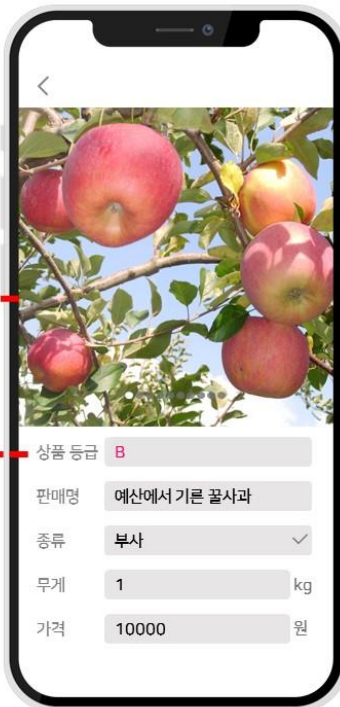 상품 등급 B
판매명 예산에서 기른 꿀사과
종류 부사
무게 1 kg
가격 10000 원